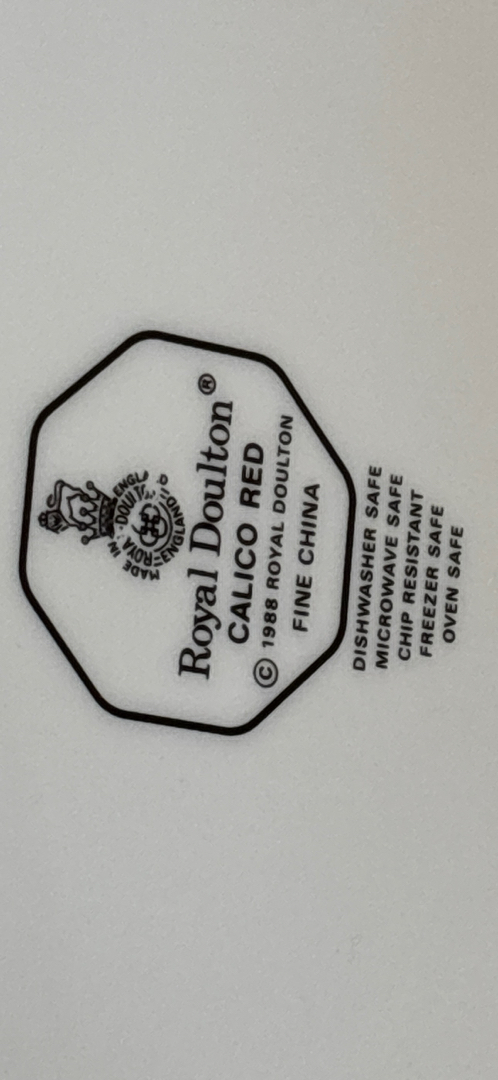 MADE IN ENGLAND
ROYAL DOULTON
ENGLAND
Royal Doulton®
CALICO RED
© 1988 ROYAL DOULTON
FINE CHINA
DISHWASHER SAFE
MICROWAVE SAFE
CHIP RESISTANT
FREEZER SAFE
OVEN SAFE